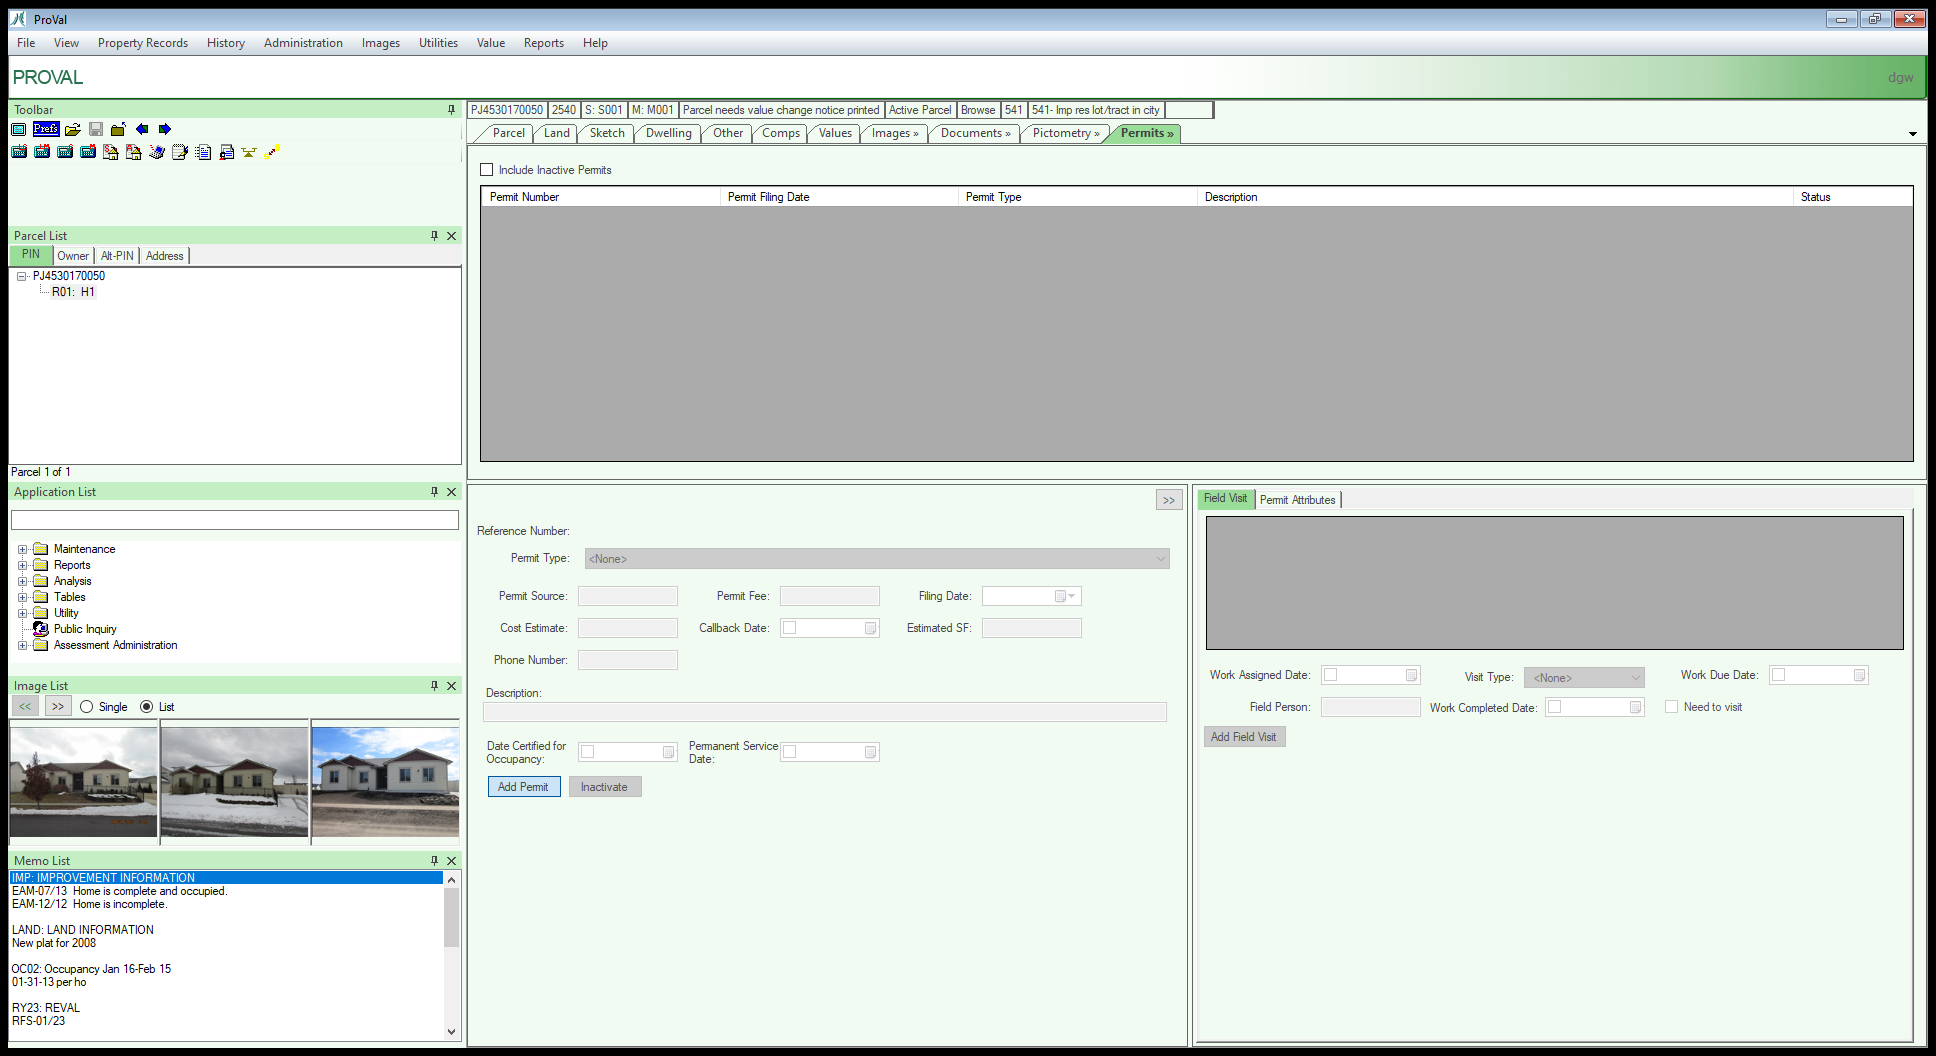 ProVal
File View Property Records History Administration Images Utilities Value Reports Help
PROVAL
dgw
Toolbar
Prefs
PJ4530170050 2540 S: S001 M: M001 Parcel needs value change notice printed Active Parcel Browse 541 541- Imp res lot/tract in city
Parcel Land Sketch Dwelling Other Comps Values Images » Documents » Pictometry » Permits »
Include Inactive Permits
Permit Number Permit Filing Date Permit Type Description Status
Parcel List
PIN Owner Alt-PIN Address
PJ4530170050
R01: H1
Parcel 1 of 1
Application List
Maintenance
Reports
Analysis
Tables
Utility
Public Inquiry
Assessment Administration
Image List
<< >> Single List
Memo List
IMP: IMPROVEMENT INFORMATION
EAM-07/13 Home is complete and occupied.
EAM-12/12 Home is incomplete.
LAND: LAND INFORMATION
New plat for 2008
OC02: Occupancy Jan 16-Feb 15
01-31-13 per ho
RY23: REVAL
RFS-01/23
>>
Reference Number:
Permit Type: <None>
Permit Source: Permit Fee: Filing Date:
Cost Estimate: Callback Date: Estimated SF:
Phone Number:
Description:
Date Certified for Occupancy: Permanent Service Date:
Add Permit Inactivate
Field Visit Permit Attributes
Work Assigned Date: Visit Type: <None> Work Due Date:
Field Person: Work Completed Date: Need to visit
Add Field Visit